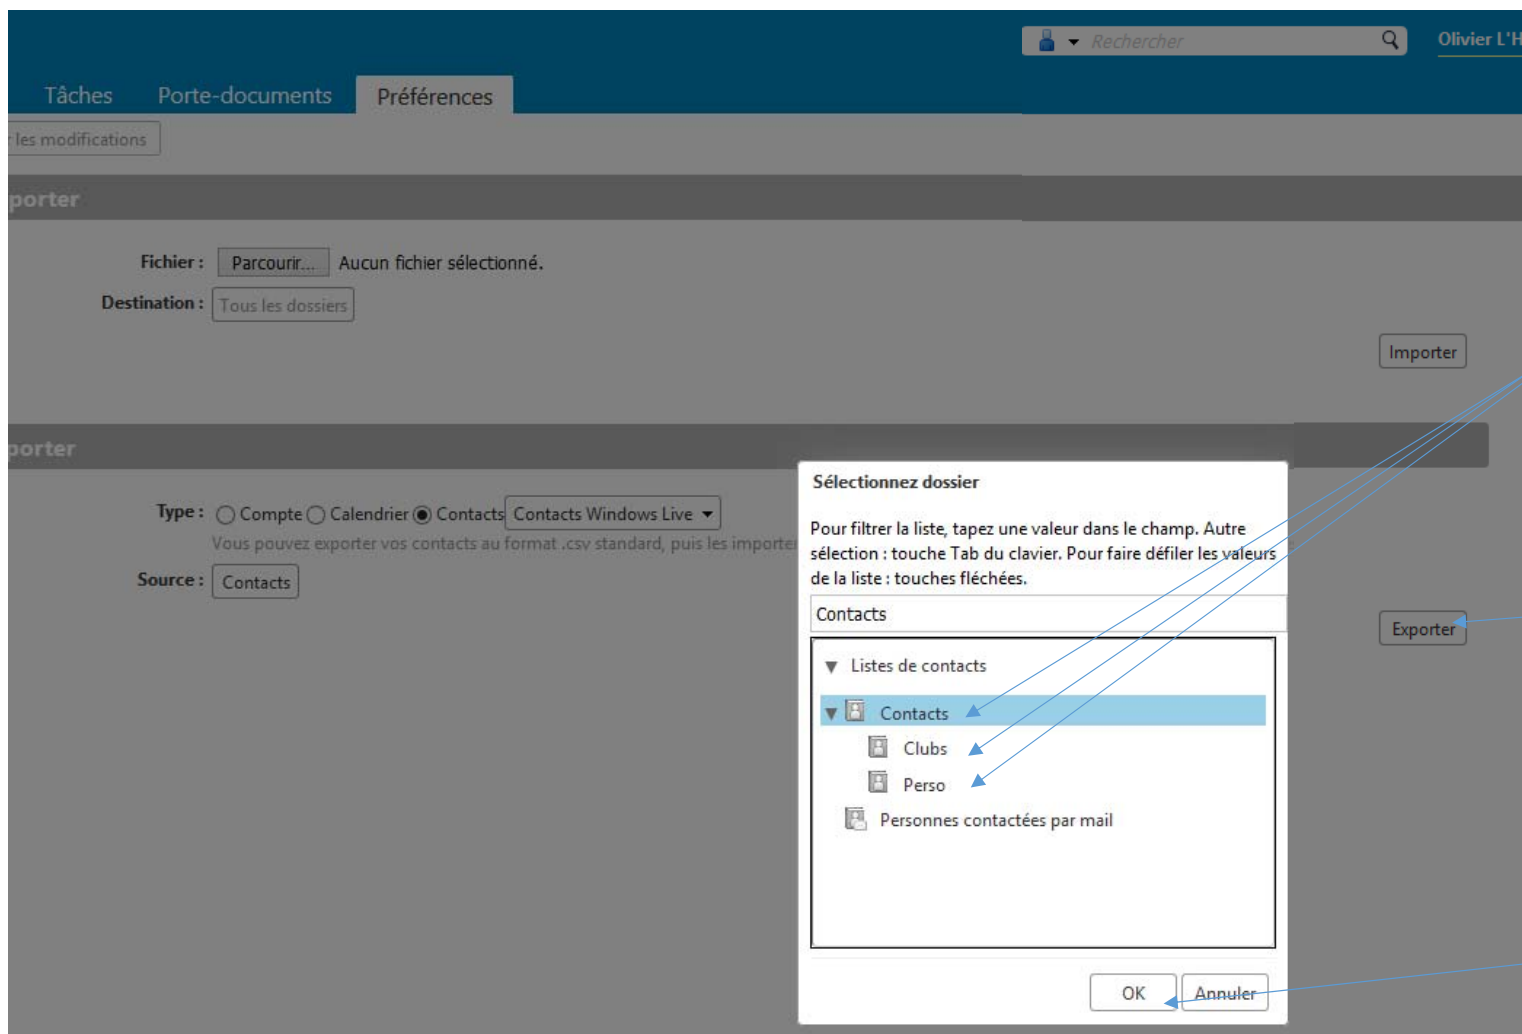 Rechercher
Olivier L'H
Tâches Porte-documents Préférences
les modifications
porter
Fichier : Parcourir... Aucun fichier sélectionné.
Destination : Tous les dossiers
Importer
porter
Type : Compte Calendrier Contacts Contacts Windows Live
Vous pouvez exporter vos contacts au format .csv standard, puis les importe
Source : Contacts
Exporter
Sélectionnez dossier
Pour filtrer la liste, tapez une valeur dans le champ. Autre
sélection : touche Tab du clavier. Pour faire défiler les valeurs
de la liste : touches fléchées.
Contacts
Listes de contacts
Contacts
Clubs
Perso
Personnes contactées par mail
OK Annuler